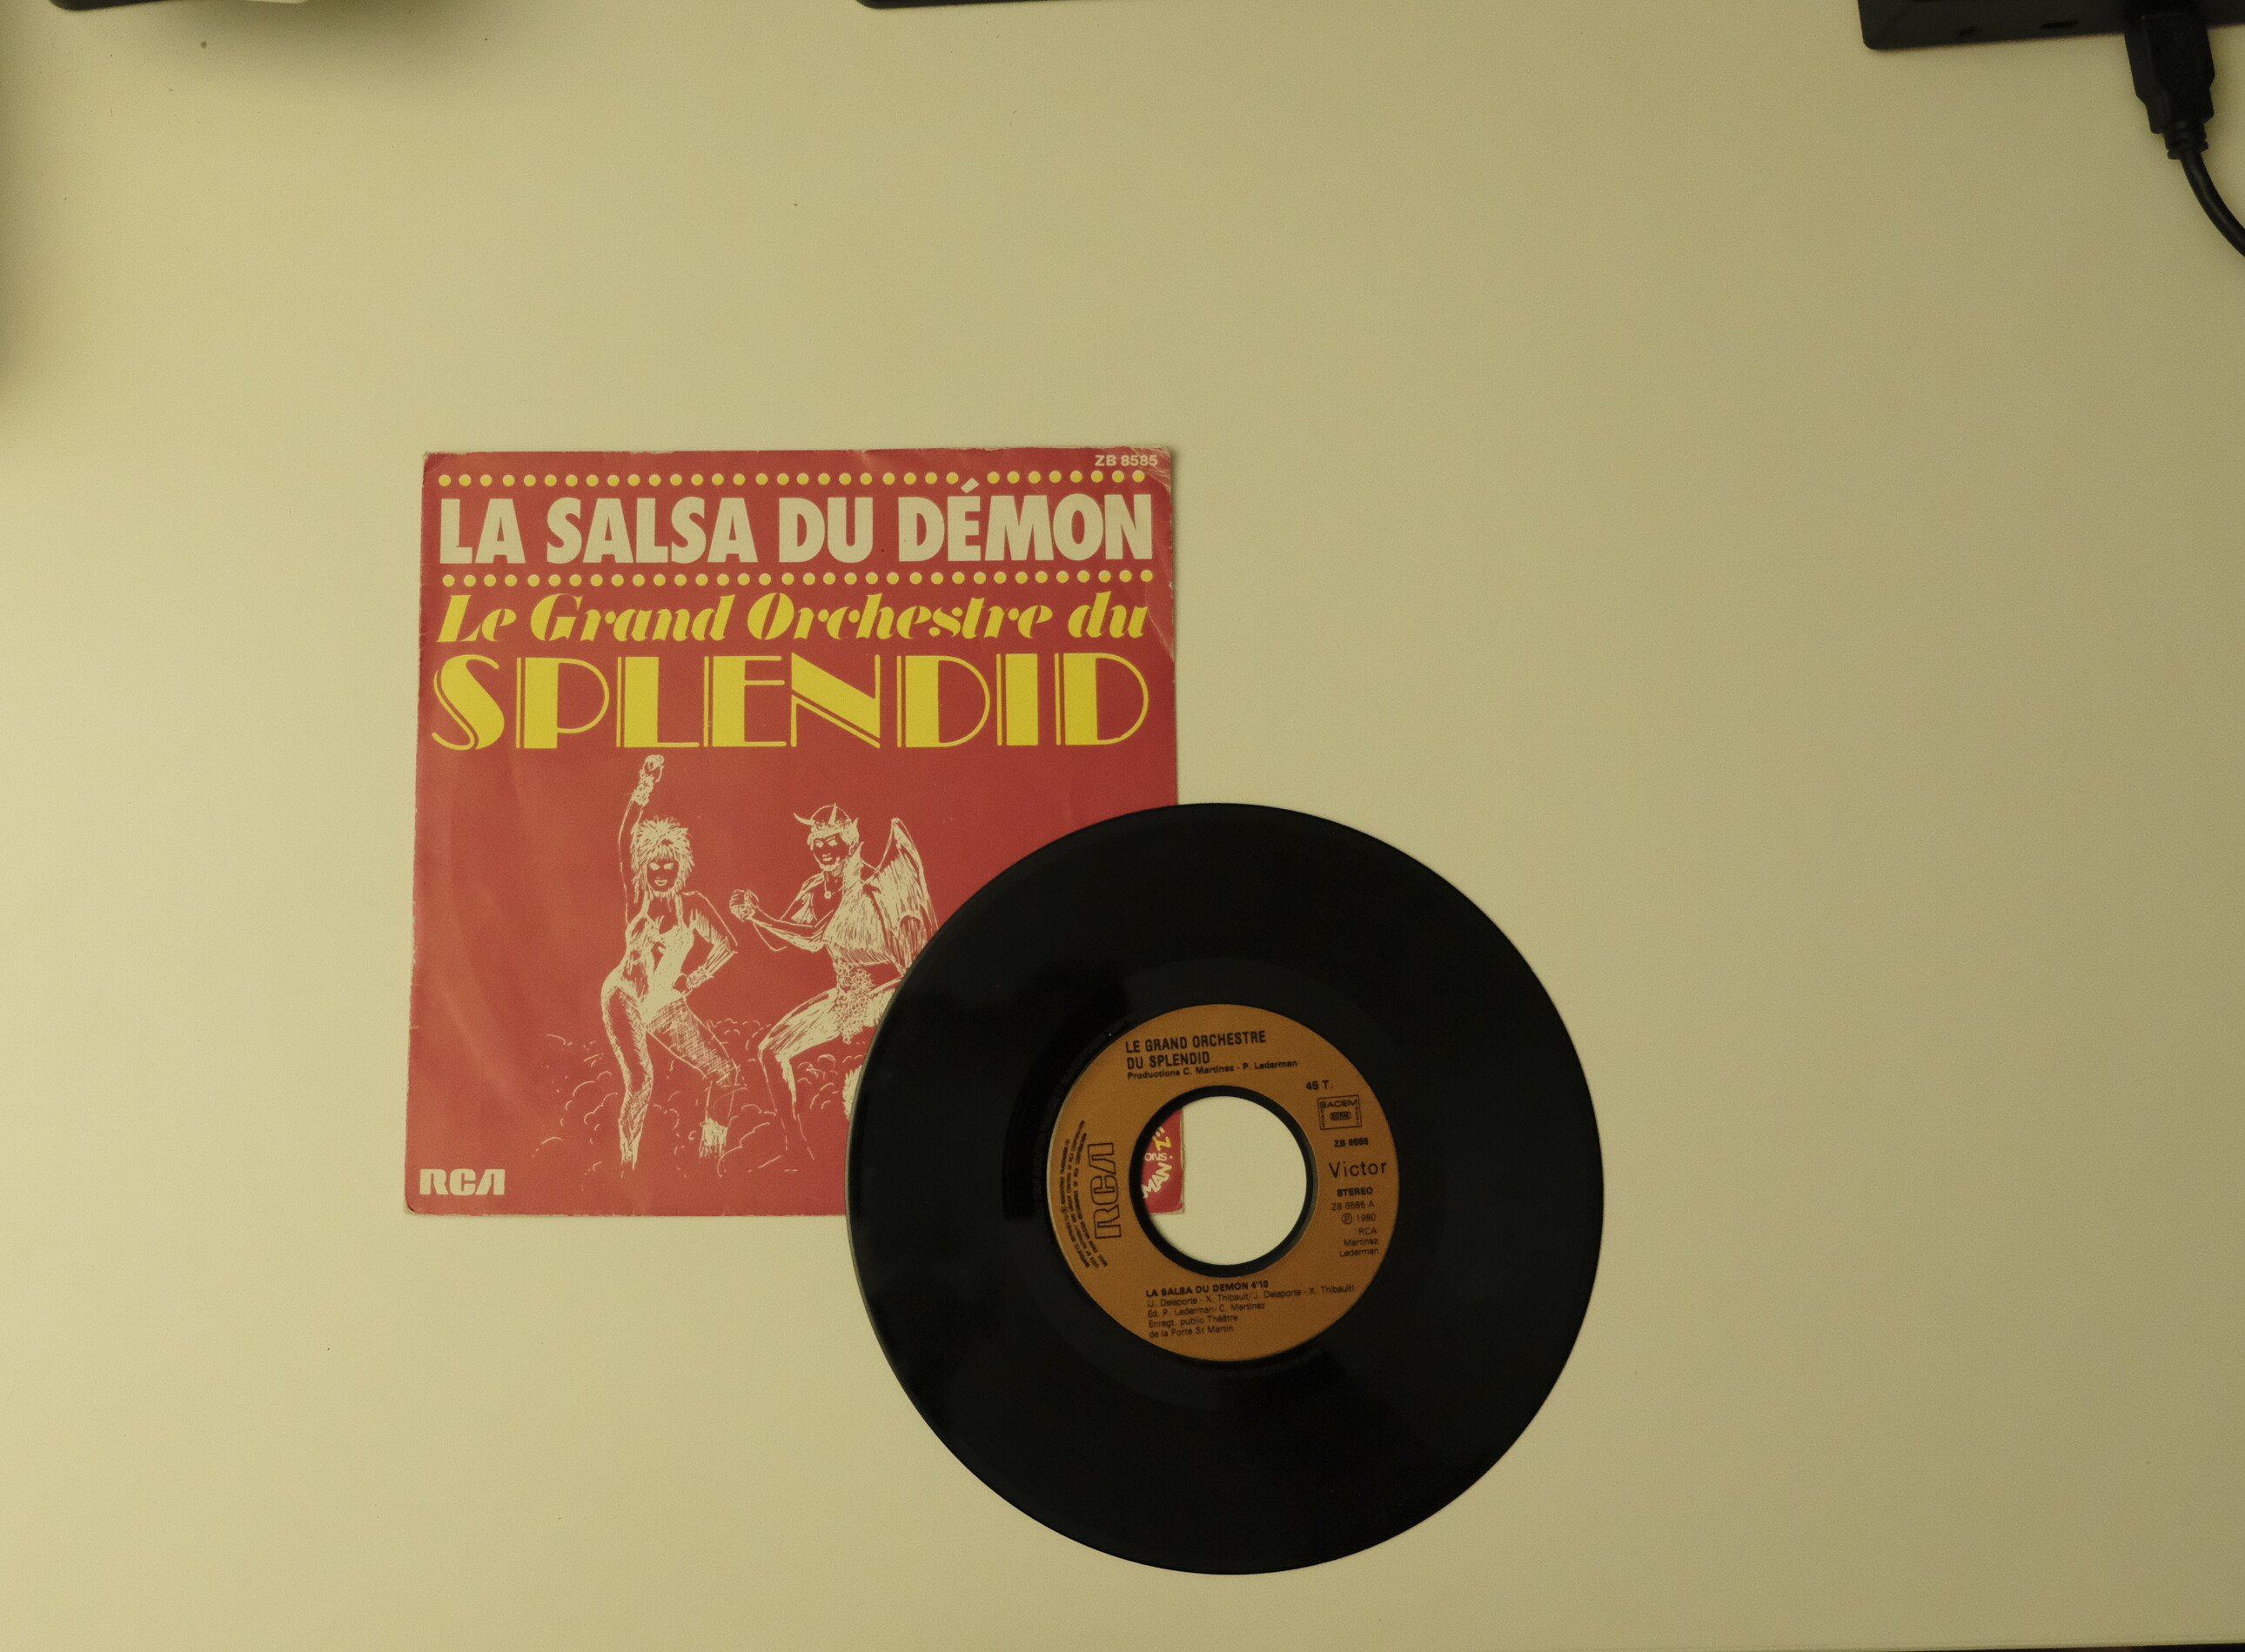 ZB 8585
LA SALSA DU DÉMON
Le Grand Orchestre du
SPLENDID
RCA
LE GRAND ORCHESTRE
DU SPLENDID
Productions C. Martinez - P. Lederman
45 T.
SACEM
ZB 8585
Victor
STEREO
ZB 8585 A
℗ 1980
RCA
Martinez
Lederman
RCA
LA SALSA DU DEMON 4'10
(J. Delaporte - X. Thibault/J. Delaporte - X. Thibault)
Ed. P. Lederman/C. Martinez
Enregt. public Théâtre
de la Porte St Martin